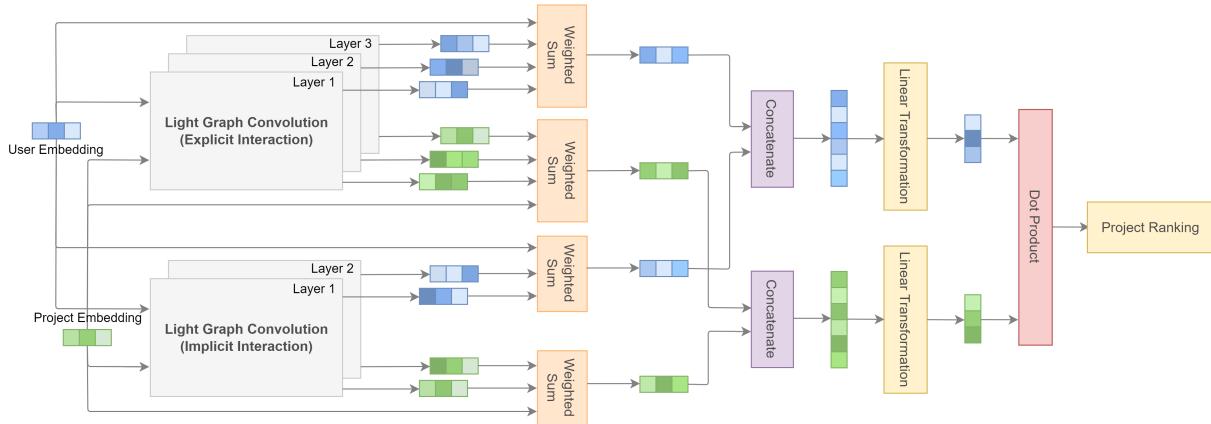 Layer 3
Layer 2
Layer 1
Light Graph Convolution
(Explicit Interaction)
User Embedding
Weighted
Sum
Weighted
Sum
Concatenate
Linear Transformation
Dot Product
Project Ranking
Layer 2
Layer 1
Light Graph Convolution
(Implicit Interaction)
Project Embedding
Weighted
Sum
Weighted
Sum
Concatenate
Linear Transformation